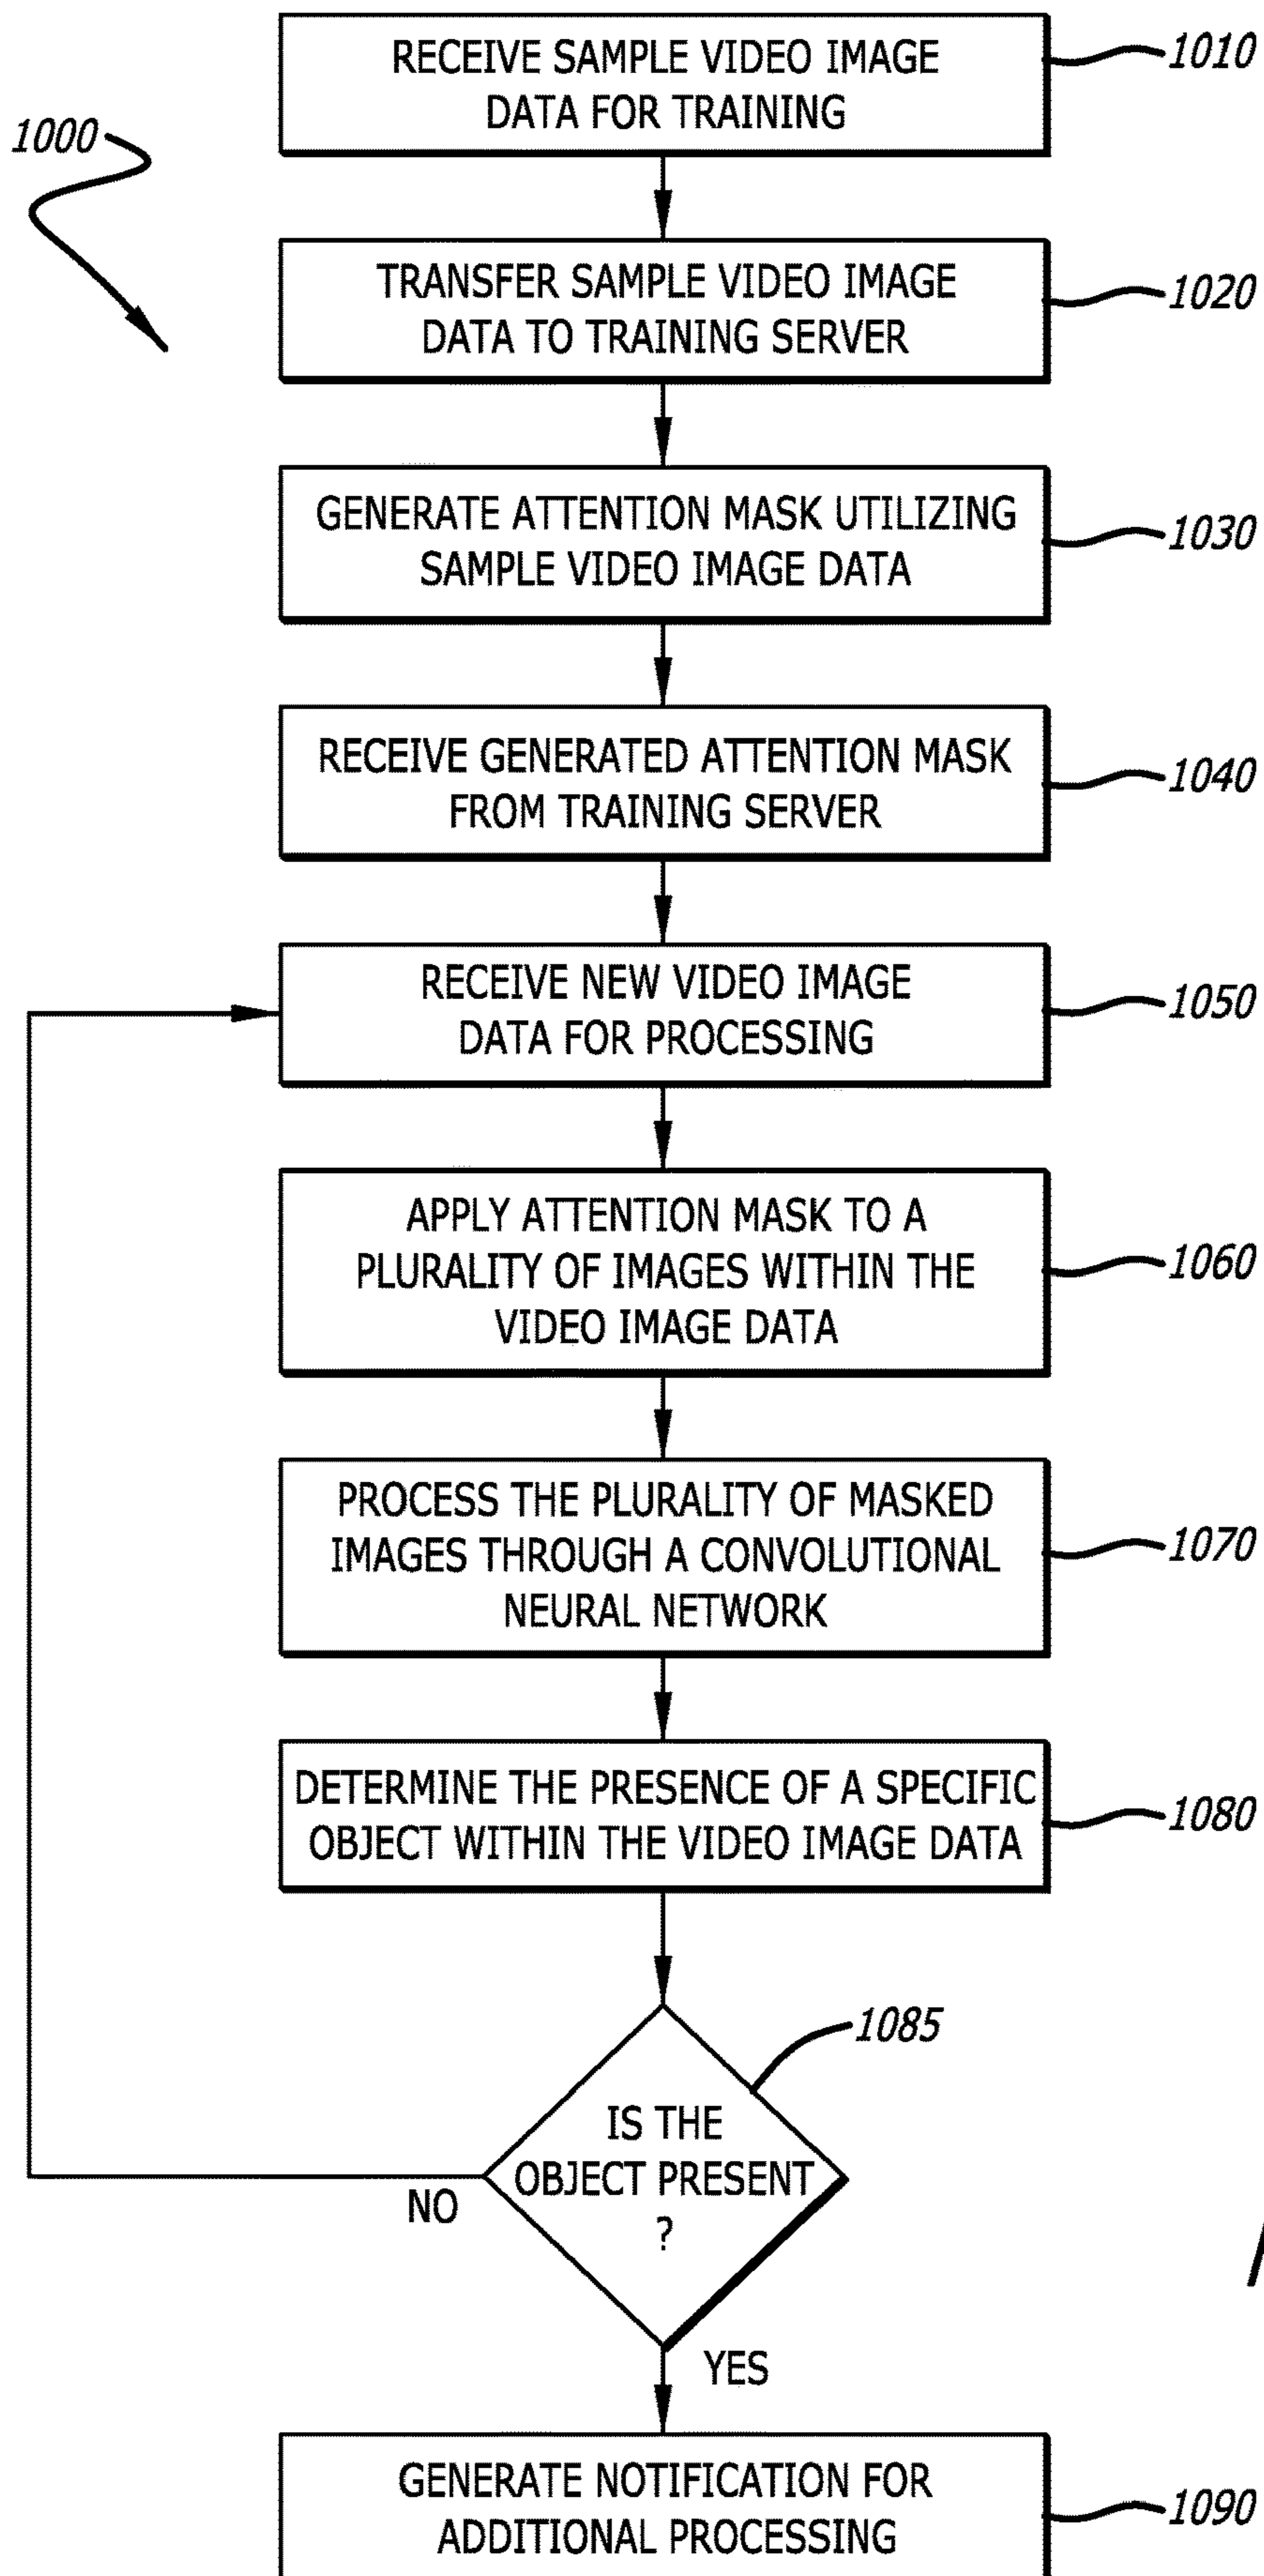 RECEIVE SAMPLE VIDEO IMAGE
DATA FOR TRAINING
1010
1000
TRANSFER SAMPLE VIDEO IMAGE
DATA TO TRAINING SERVER
1020
GENERATE ATTENTION MASK UTILIZING
SAMPLE VIDEO IMAGE DATA
1030
RECEIVE GENERATED ATTENTION MASK
FROM TRAINING SERVER
1040
RECEIVE NEW VIDEO IMAGE
DATA FOR PROCESSING
1050
APPLY ATTENTION MASK TO A
PLURALITY OF IMAGES WITHIN THE
VIDEO IMAGE DATA
1060
PROCESS THE PLURALITY OF MASKED
IMAGES THROUGH A CONVOLUTIONAL
NEURAL NETWORK
1070
DETERMINE THE PRESENCE OF A SPECIFIC
OBJECT WITHIN THE VIDEO IMAGE DATA
1080
1085
IS THE
OBJECT PRESENT
?
NO
YES
GENERATE NOTIFICATION FOR
ADDITIONAL PROCESSING
1090